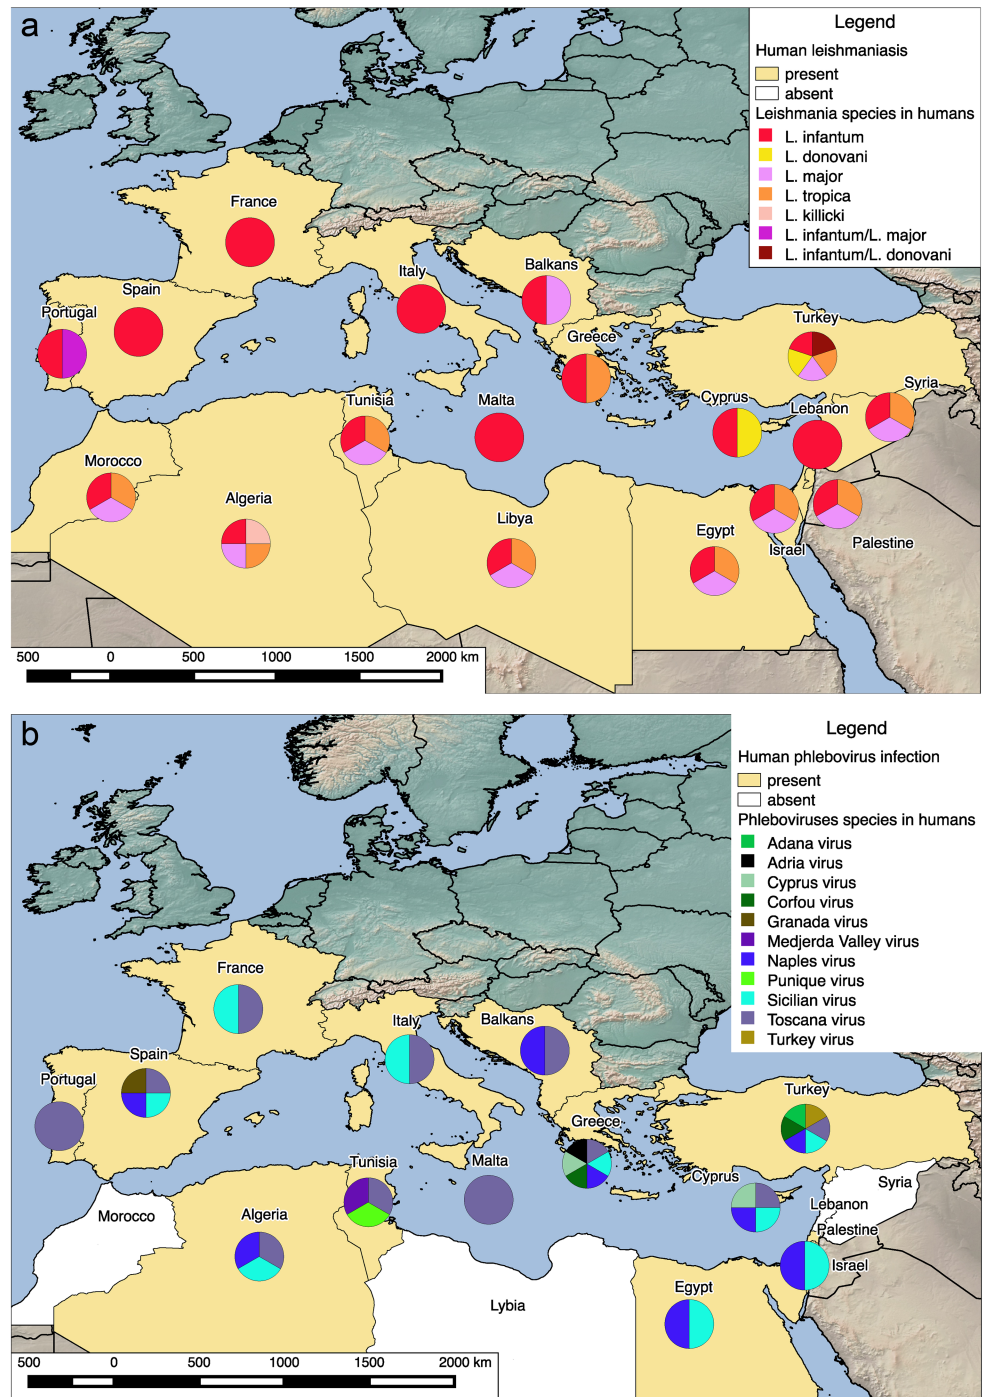 a
Legend
Human leishmaniasis
present
absent
Leishmania species in humans
L. infantum
L. donovani
L. major
L. tropica
L. killicki
L. infantum/L. major
L. infantum/L. donovani
France
Italy
Balkans
Spain
Portugal
Greece
Turkey
Syria
Tunisia
Malta
Cyprus
Lebanon
Morocco
Algeria
Libya
Egypt
Israel
Palestine
500 0 500 1000 1500 2000 km
b
Legend
Human phlebovirus infection
present
absent
Phleboviruses species in humans
Adana virus
Adria virus
Cyprus virus
Corfou virus
Granada virus
Medjerda Valley virus
Naples virus
Punique virus
Sicilian virus
Toscana virus
Turkey virus
France
Italy
Balkans
Spain
Portugal
Turkey
Greece
Tunisia
Malta
Cyprus
Syria
Lebanon
Palestine
Israel
Morocco
Algeria
Egypt
Lybia
500 0 500 1000 1500 2000 km